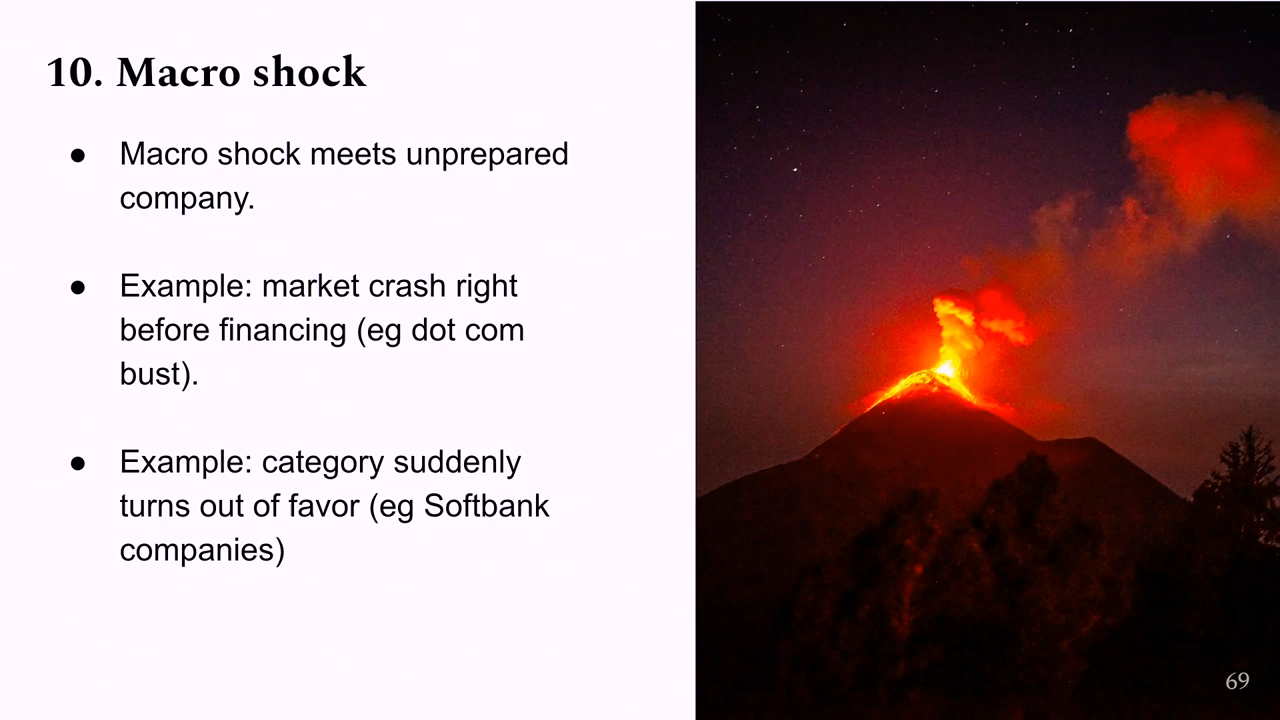 10. Macro shock
● Macro shock meets unprepared
company.
● Example: market crash right
before financing (eg dot com
bust).
● Example: category suddenly
turns out of favor (eg Softbank
companies)
69